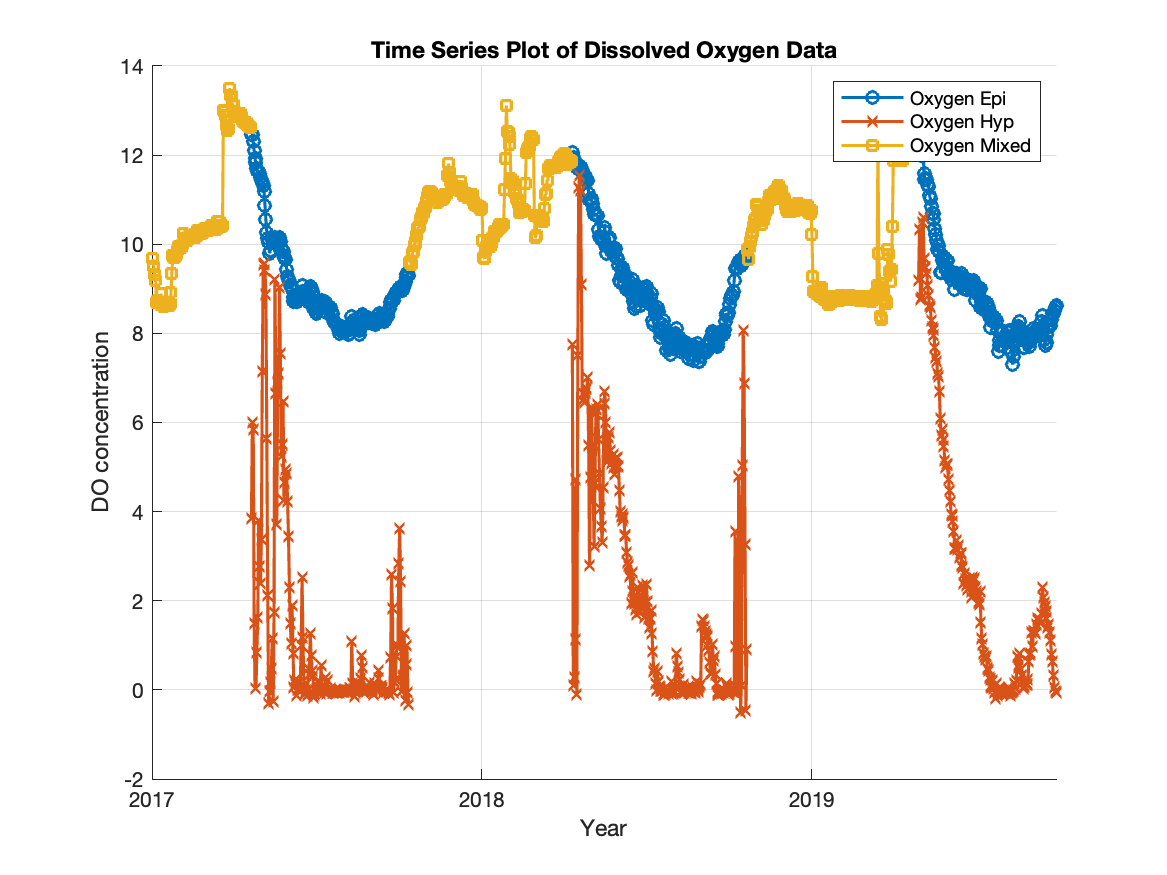 Time Series Plot of Dissolved Oxygen Data
14
12
10
8
6
4
2
0
-2
DO concentration
Oxygen Epi
Oxygen Hyp
Oxygen Mixed
2017
2018
2019
Year